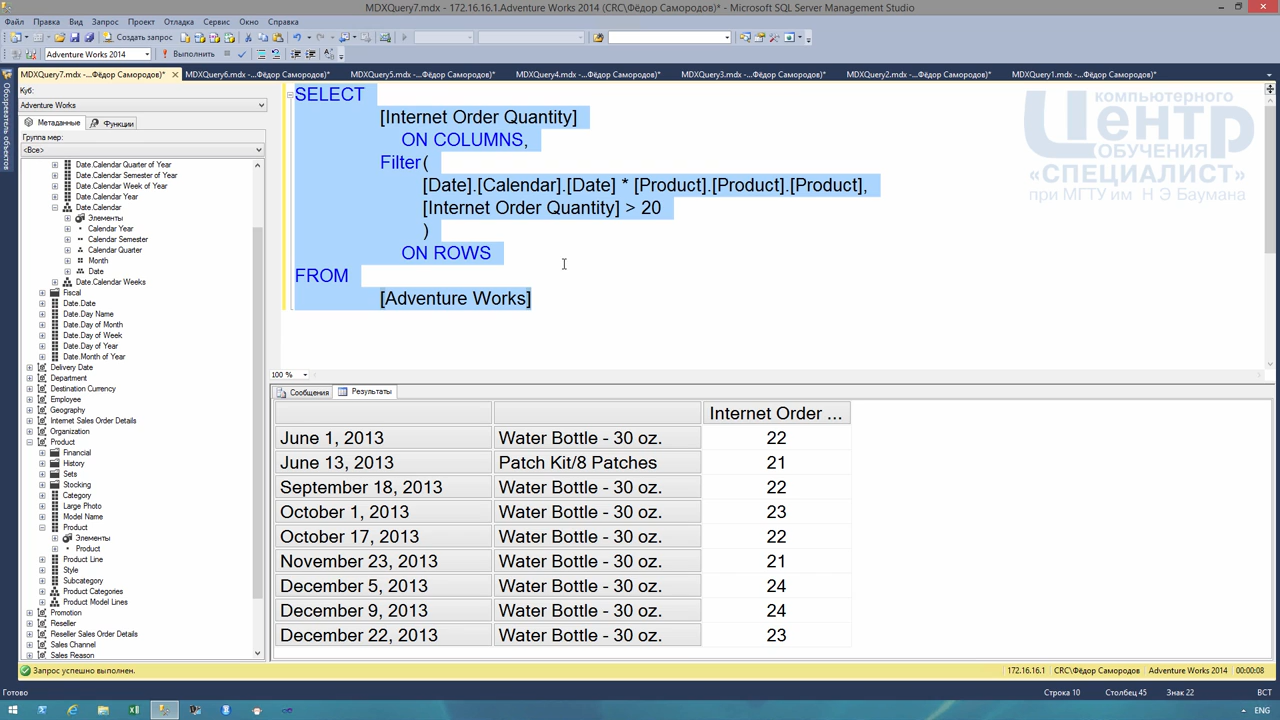 MDXQuery7.mdx - 172.16.16.1.Adventure Works 2014 (CRC\Фёдор Самородов)* - Microsoft SQL Server Management Studio
Файл Правка Вид Запрос Проект Отладка Сервис Окно Справка
Создать запрос
Adventure Works 2014 Выполнить
MDXQuery7.mdx -...Фёдор Самородов)* MDXQuery6.mdx -...Фёдор Самородов)* MDXQuery5.mdx -...Фёдор Самородов)* MDXQuery4.mdx -...Фёдор Самородов)* MDXQuery3.mdx -...Фёдор Самородов)* MDXQuery2.mdx -...Фёдор Самородов)* MDXQuery1.mdx -...Фёдор Самородов)*
Обозреватель объектов
Куб:
Adventure Works
Метаданные Функции
Группа мер:
<Все>
Date.Calendar Quarter of Year
Date.Calendar Semester of Year
Date.Calendar Week of Year
Date.Calendar Year
Date.Calendar
Элементы
Calendar Year
Calendar Semester
Calendar Quarter
Month
Date
Date.Calendar Weeks
Fiscal
Date.Date
Date.Day Name
Date.Day of Month
Date.Day of Week
Date.Day of Year
Date.Month of Year
Delivery Date
Department
Destination Currency
Employee
Geography
Internet Sales Order Details
Organization
Product
Financial
History
Sets
Stocking
Category
Large Photo
Model Name
Product
Элементы
Product
Product Line
Style
Subcategory
Product Categories
Product Model Lines
Promotion
Reseller
Reseller Sales Order Details
Sales Channel
Sales Reason
SELECT
[Internet Order Quantity]
ON COLUMNS,
Filter(
[Date].[Calendar].[Date] * [Product].[Product].[Product],
[Internet Order Quantity] > 20
)
ON ROWS
FROM
[Adventure Works]
компьютерного
Центр
ОБУЧЕНИЯ
«СПЕЦИАЛИСТ»
при МГТУ им Н Э Баумана
100 %
Сообщения Результаты
Internet Order ...
June 1, 2013 Water Bottle - 30 oz. 22
June 13, 2013 Patch Kit/8 Patches 21
September 18, 2013 Water Bottle - 30 oz. 22
October 1, 2013 Water Bottle - 30 oz. 23
October 17, 2013 Water Bottle - 30 oz. 22
November 23, 2013 Water Bottle - 30 oz. 21
December 5, 2013 Water Bottle - 30 oz. 24
December 9, 2013 Water Bottle - 30 oz. 24
December 22, 2013 Water Bottle - 30 oz. 23
Запрос успешно выполнен. 172.16.16.1 CRC\Фёдор Самородов Adventure Works 2014 00:00:08
Готово Строка 10 Столбец 45 Знак 22 ВСТ
ENG